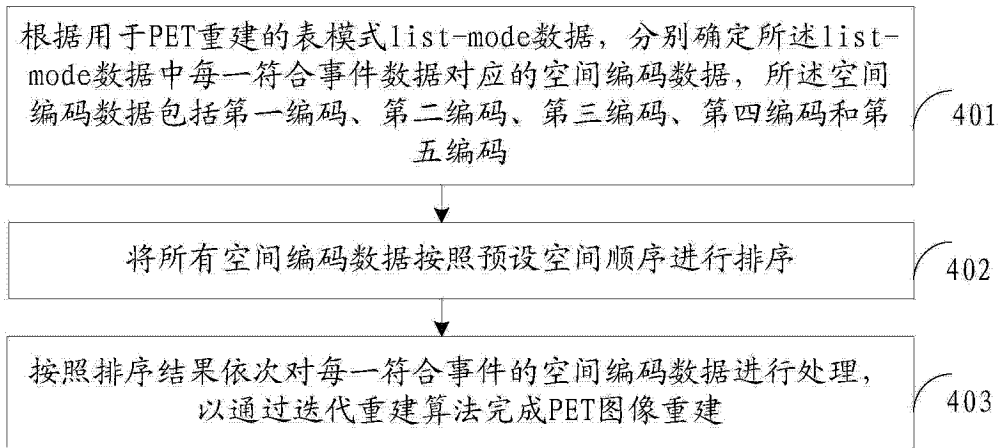 根据用于PET重建的表模式list-mode数据，分别确定所述list-
mode数据中每一符合事件数据对应的空间编码数据，所述空间
编码数据包括第一编码、第二编码、第三编码、第四编码和第
五编码
401
将所有空间编码数据按照预设空间顺序进行排序
402
按照排序结果依次对每一符合事件的空间编码数据进行处理，
以通过迭代重建算法完成PET图像重建
403